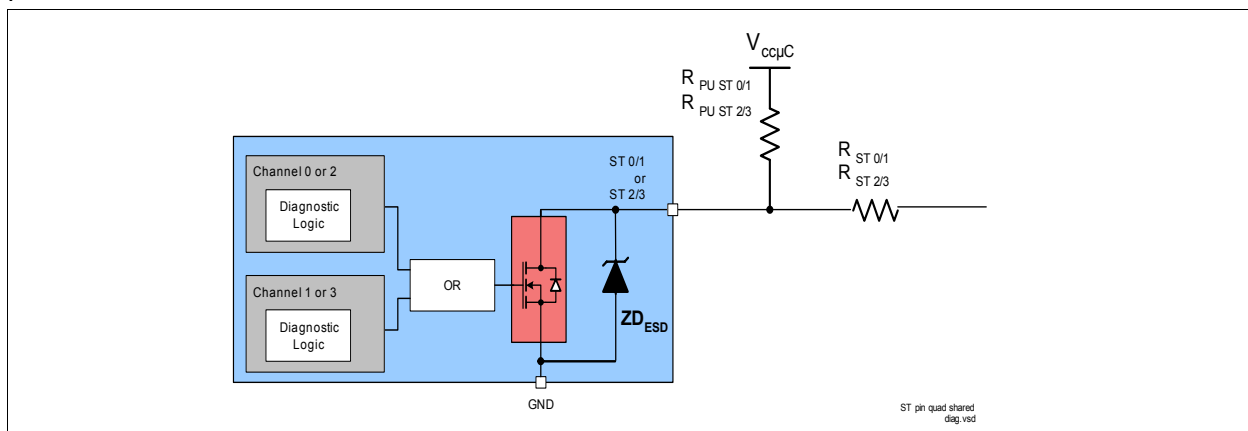 VccµC
R PU ST 0/1
R PU ST 2/3
R ST 0/1
R ST 2/3
ST 0/1
or
ST 2/3
Channel 0 or 2
Diagnostic
Logic
OR
Channel 1 or 3
Diagnostic
Logic
ZD ESD
GND
ST pin quad shared
diag.vsd